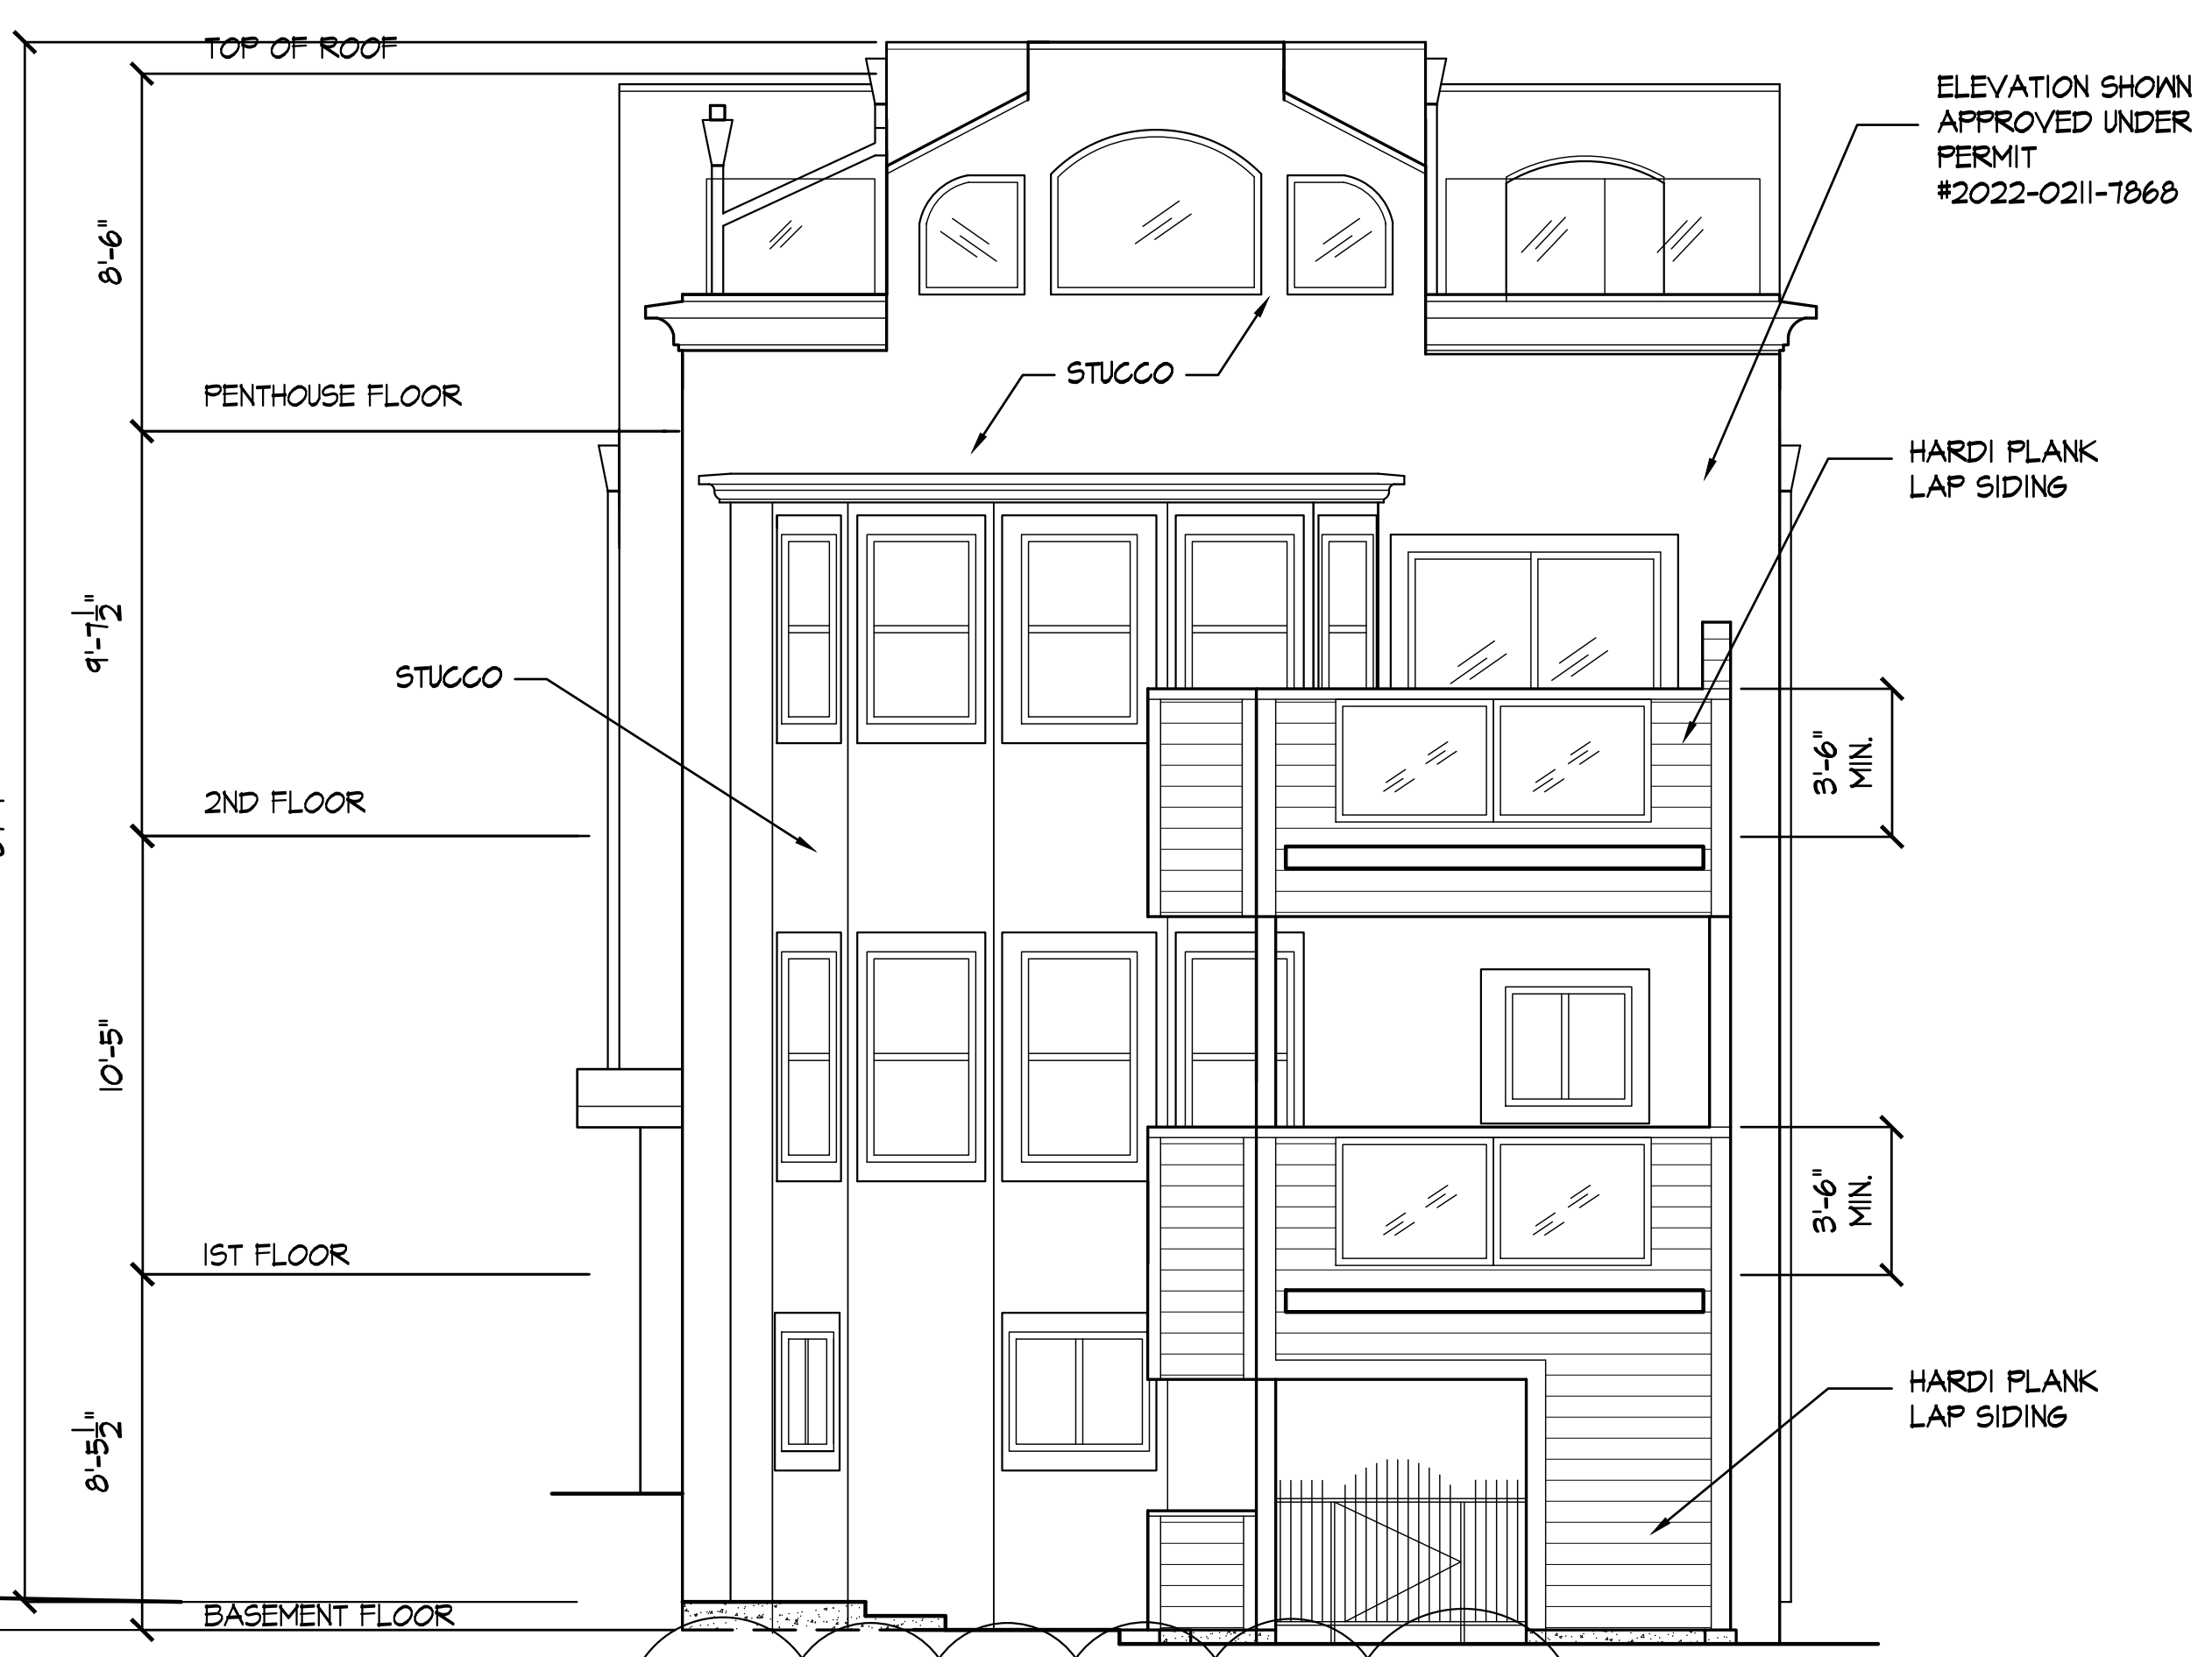 TOP OF ROOF
ELEVATION SHOWN
APPROVED UNDER
PERMIT
#2022-0211-7868
8'-6"
STUCCO
PENTHOUSE FLOOR
HARDI PLANK
LAP SIDING
9'-7 1/2"
STUCCO
3'-6"
MIN.
2ND FLOOR
10'-5"
3'-6"
MIN.
1ST FLOOR
HARDI PLANK
LAP SIDING
8'-5 1/2"
BASEMENT FLOOR